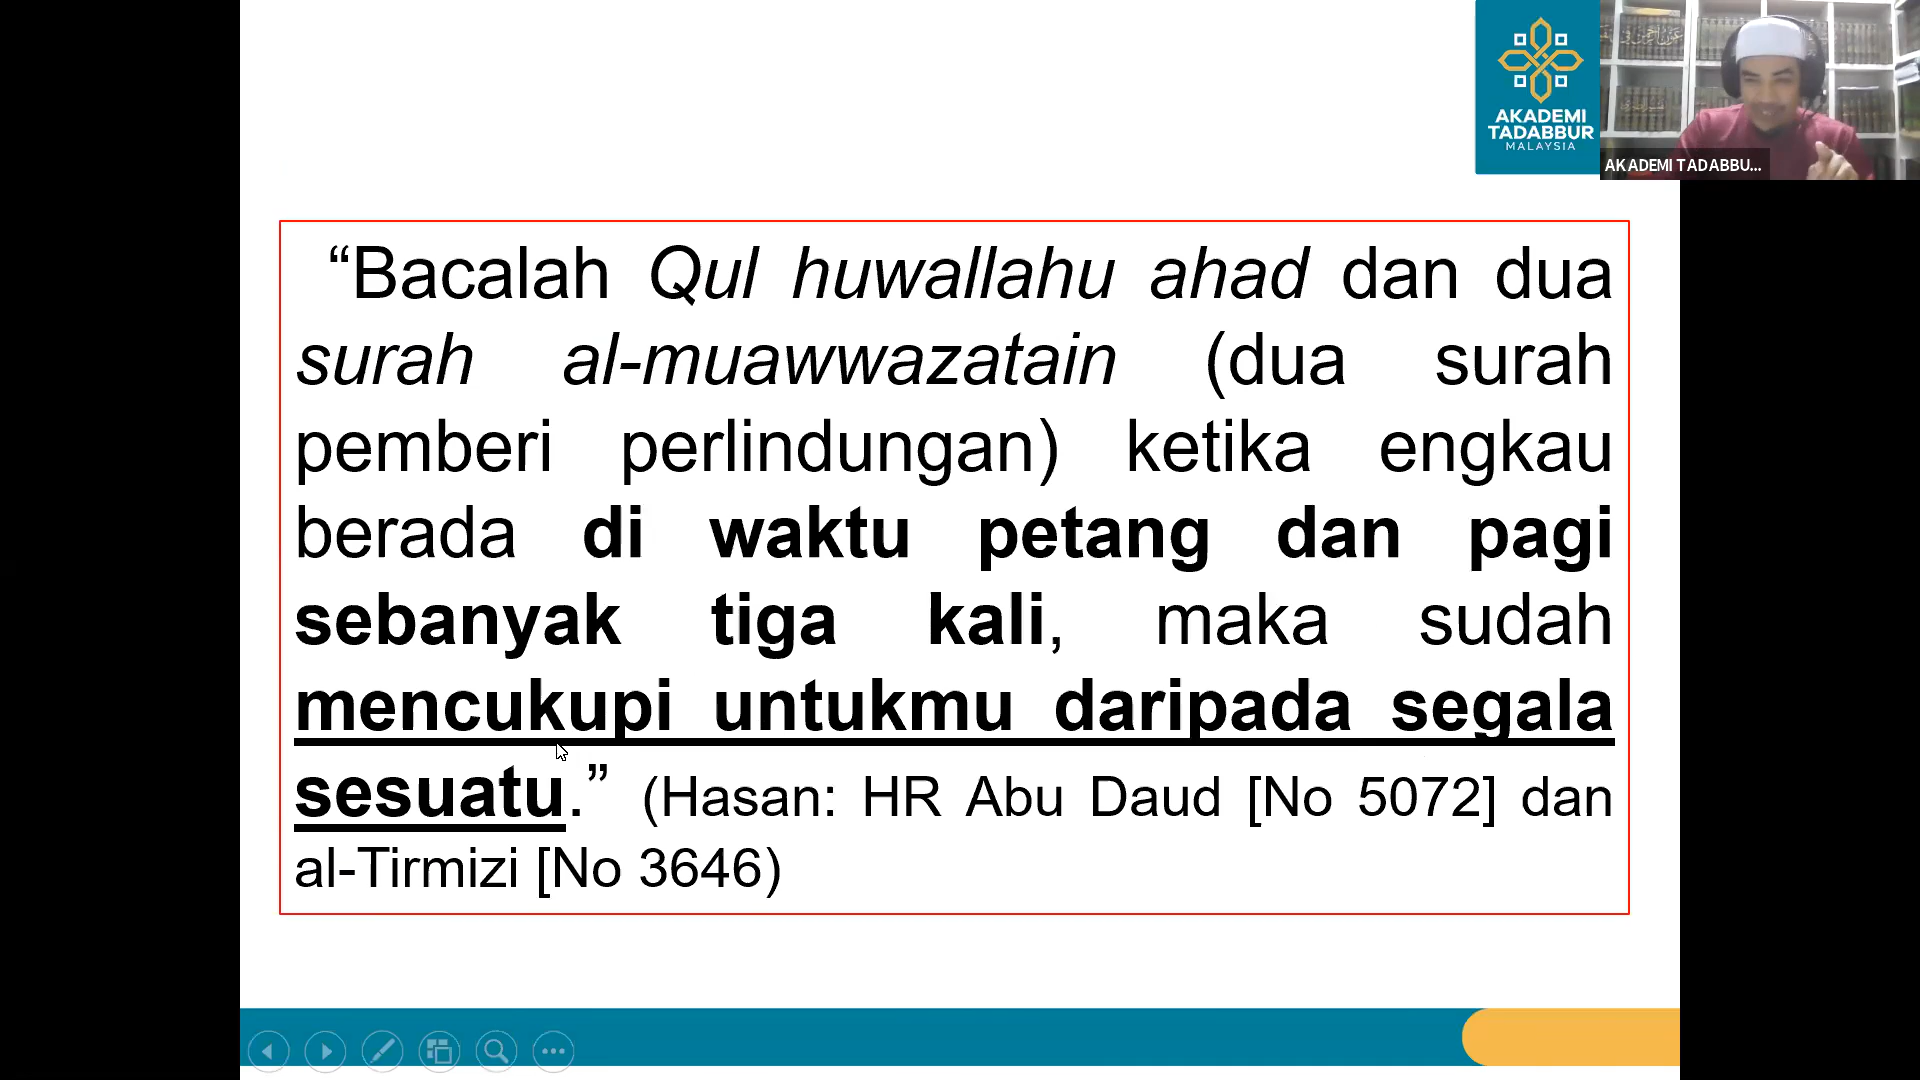 AKADEMI
TADABBUR
MALAYSIA
AKADEMI TADABBU...
“Bacalah Qul huwallahu ahad dan dua
surah al-muawwazatain (dua surah
pemberi perlindungan) ketika engkau
berada di waktu petang dan pagi
sebanyak tiga kali, maka sudah
mencukupi untukmu daripada segala
sesuatu.” (Hasan: HR Abu Daud [No 5072] dan
al-Tirmizi [No 3646)